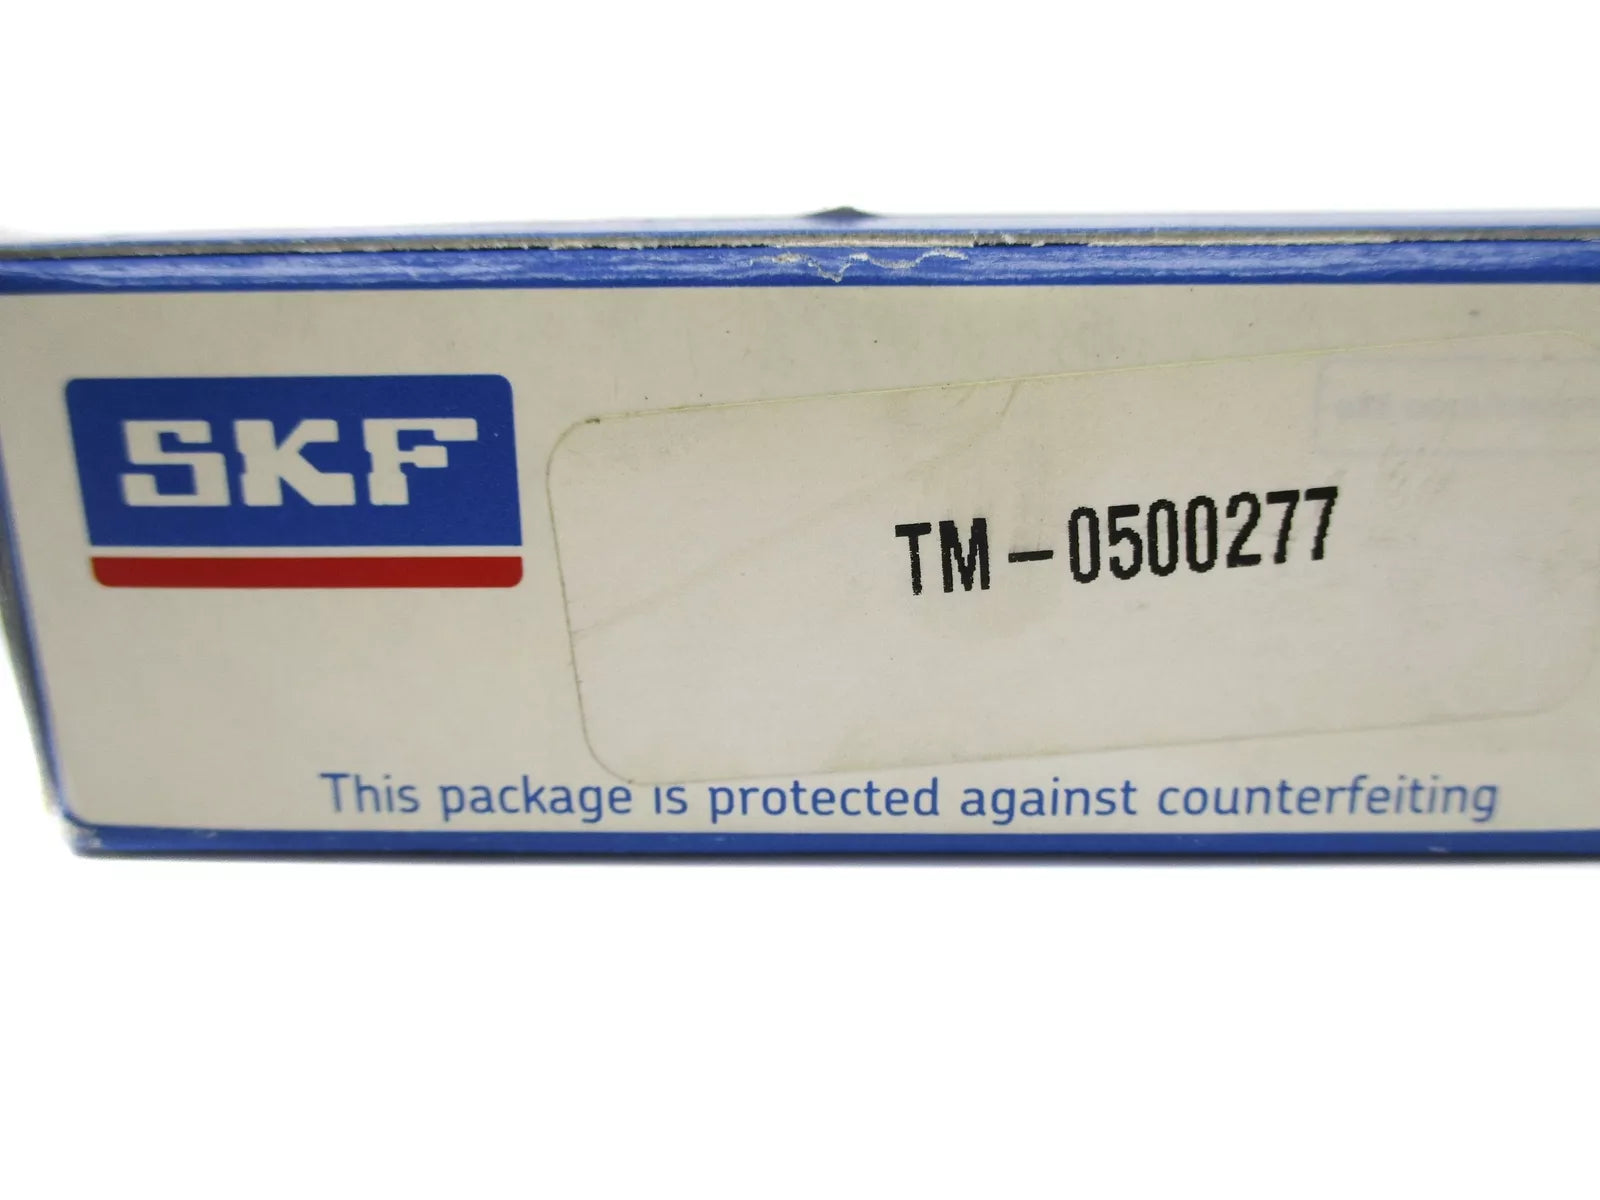 SKF
TM-0500277
This package is protected against counterfeiting